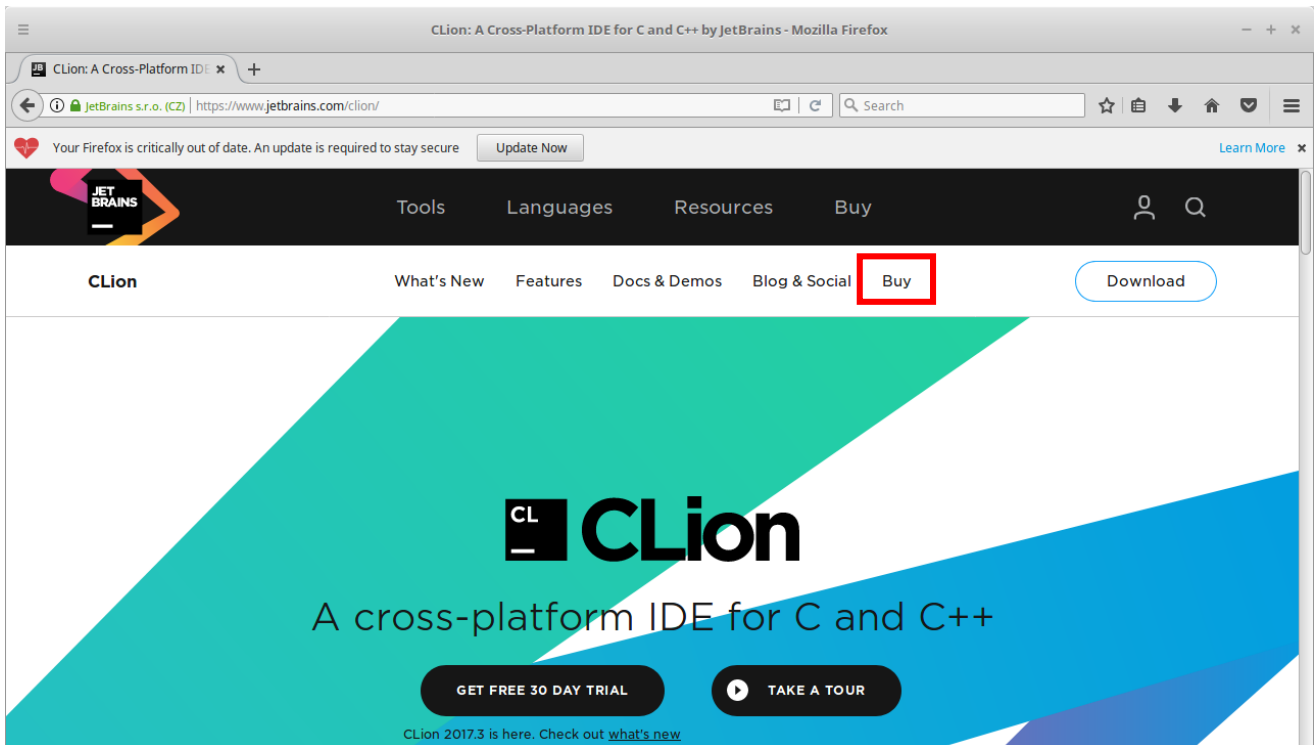 CLion: A Cross-Platform IDE for C and C++ by JetBrains - Mozilla Firefox
JB CLion: A Cross-Platform IDE
JetBrains s.r.o. (CZ) https://www.jetbrains.com/clion/ Search
Your Firefox is critically out of date. An update is required to stay secure Update Now Learn More
JET
BRAINS
Tools Languages Resources Buy
CLion What's New Features Docs & Demos Blog & Social Buy Download
CL CLion
A cross-platform IDE for C and C++
GET FREE 30 DAY TRIAL TAKE A TOUR
CLion 2017.3 is here. Check out what's new